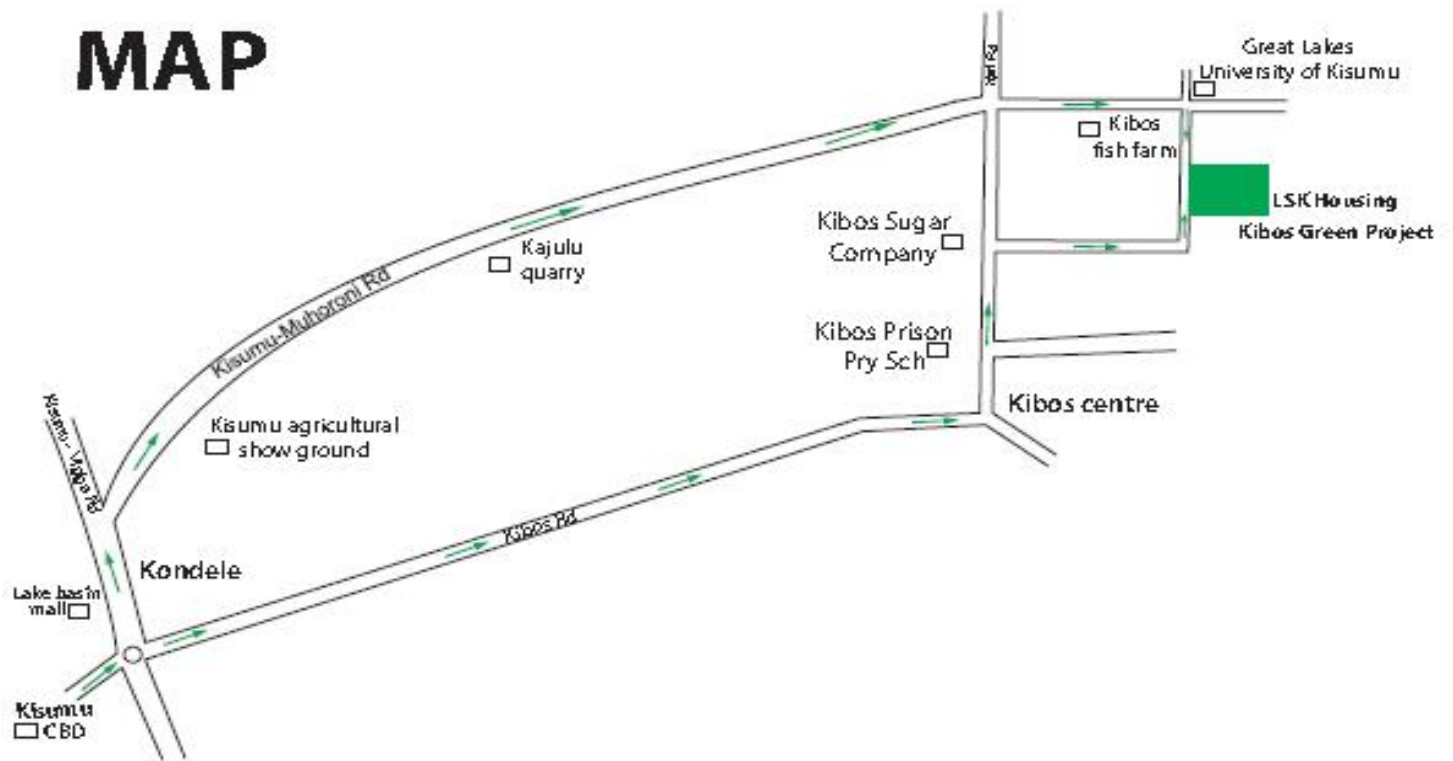 MAP
Great Lakes
University of Kisumu
Kibos
fish farm
LSK Housing
Kibos Green Project
Kibos Sugar
Company
Kajulu
quarry
Kisumu-Muhoroni Rd
Kibos Prison
Pry Sch
Kibos centre
Kisumu agricultural
show ground
Kisumu - Rd
Kibos Rd
Kondele
Lake basin
mall
Kisumu
CBD